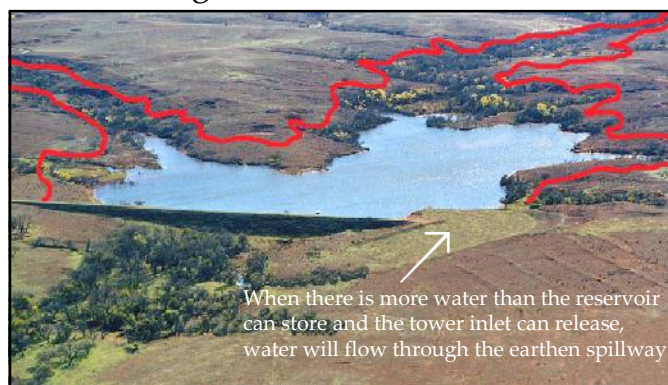 When there is more water than the reservoir
can store and the tower inlet can release,
water will flow through the earthen spillway